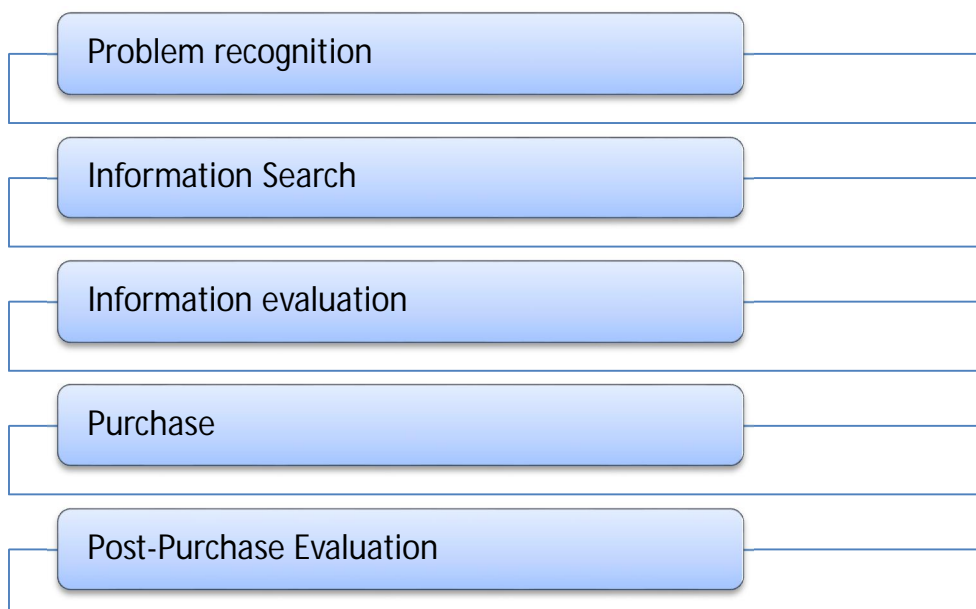 Problem recognition
Information Search
Information evaluation
Purchase
Post-Purchase Evaluation